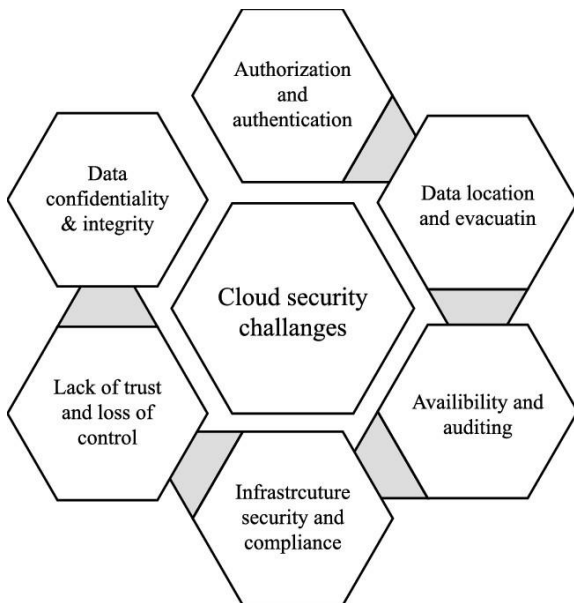 Authorization
and
authentication
Data
confidentiality
& integrity
Data location
and evacuatin
Cloud security
challanges
Lack of trust
and loss of
control
Availibility and
auditing
Infrastrcuture
security and
compliance